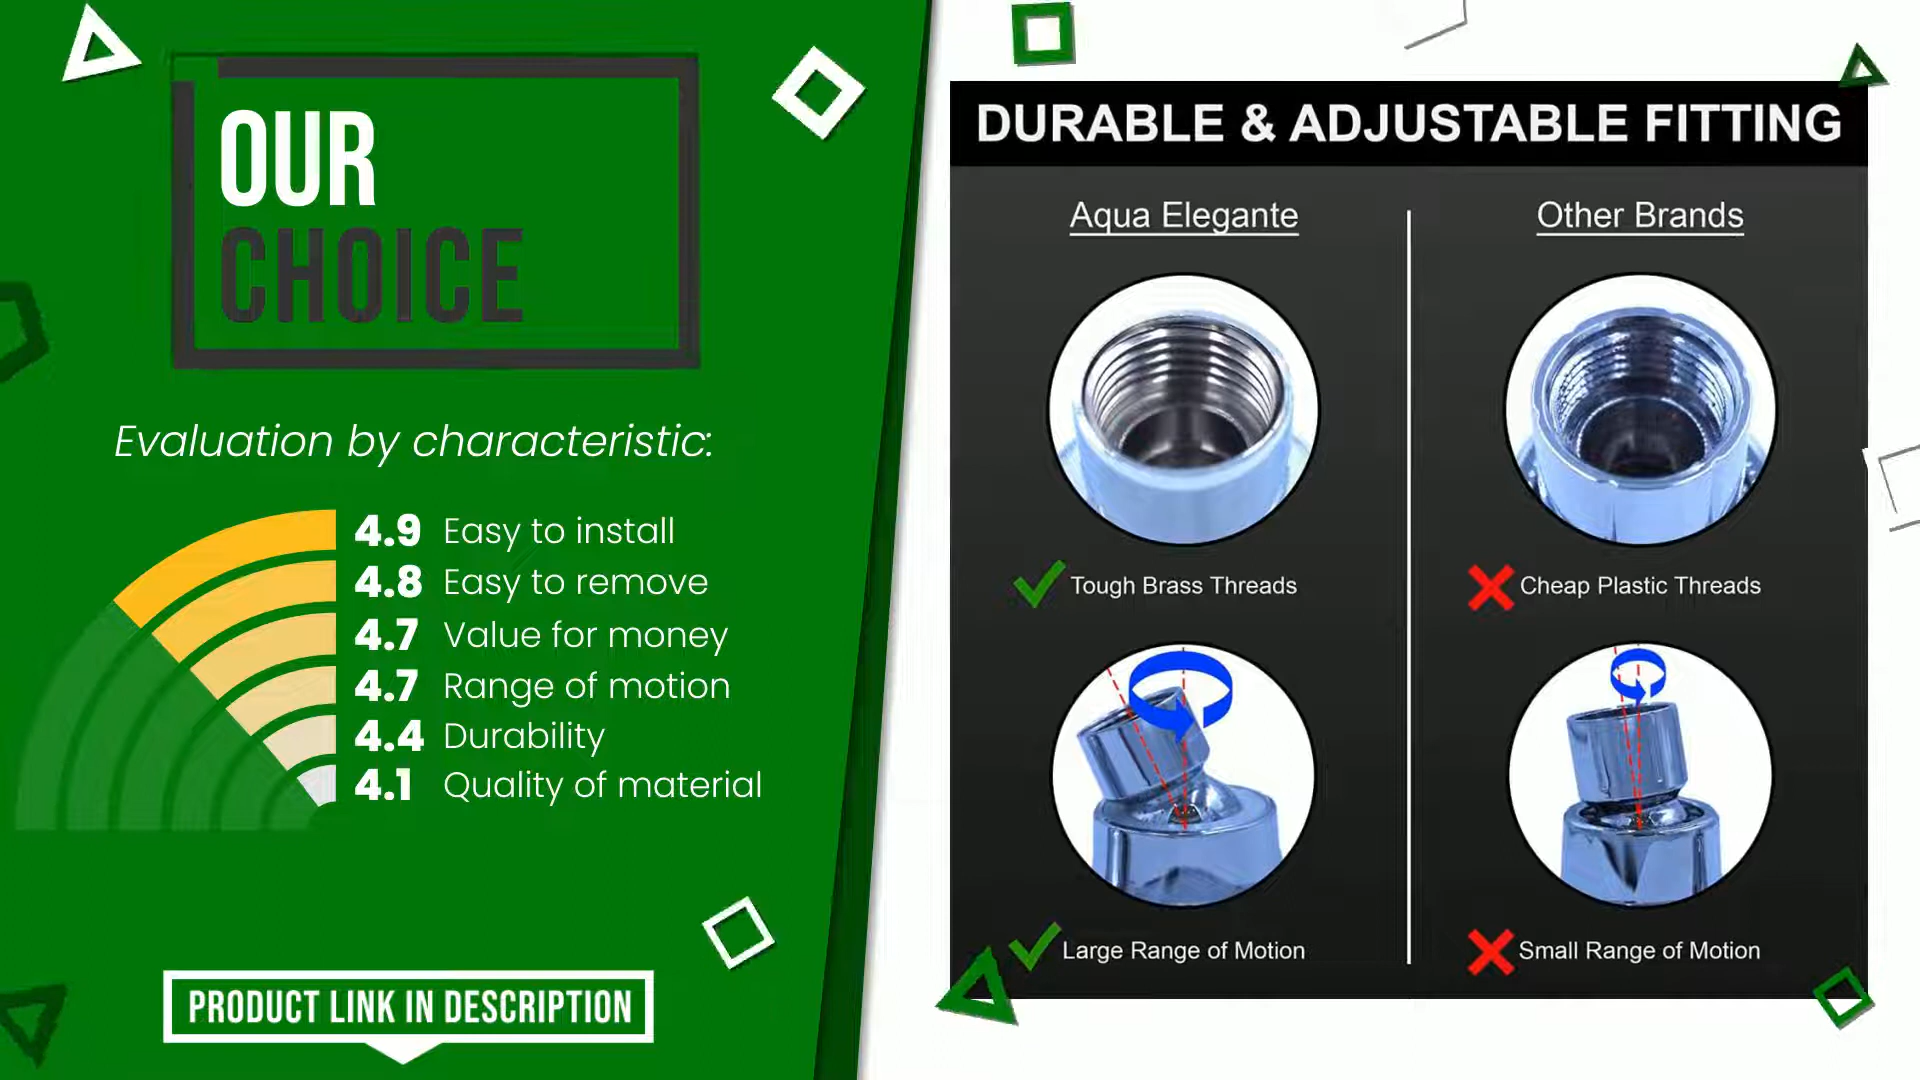 OUR
CHOICE
Evaluation by characteristic:
4.9 Easy to install
4.8 Easy to remove
4.7 Value for money
4.7 Range of motion
4.4 Durability
4.1 Quality of material
PRODUCT LINK IN DESCRIPTION
DURABLE & ADJUSTABLE FITTING
Aqua Elegante
Other Brands
Tough Brass Threads
Cheap Plastic Threads
Large Range of Motion
Small Range of Motion